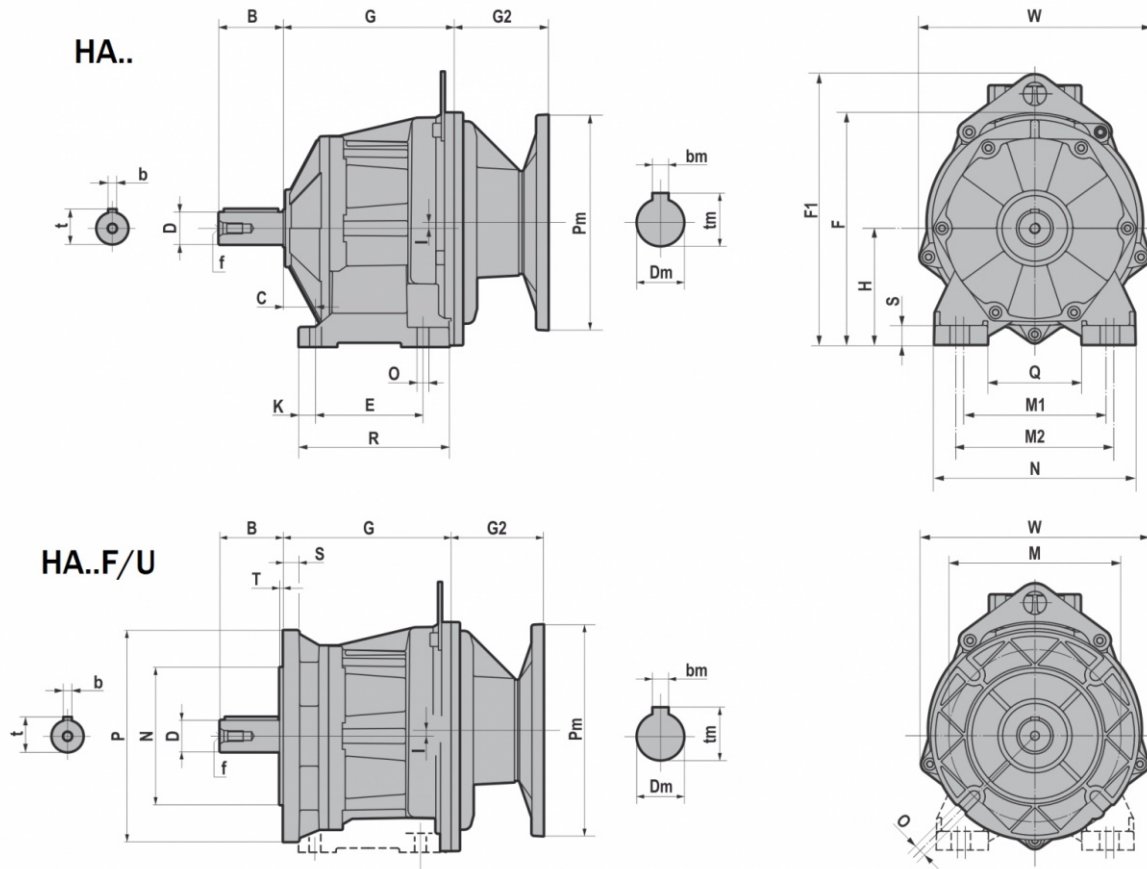 B G G2 W
HA..
b
t D
f
I
C
Pm
bm
tm
Dm
F1 F H S
O
K E
R
Q
M1
M2
N
B G G2 W
HA..F/U
T S M
b
t P N D
f
I
Pm
bm
tm
Dm
O